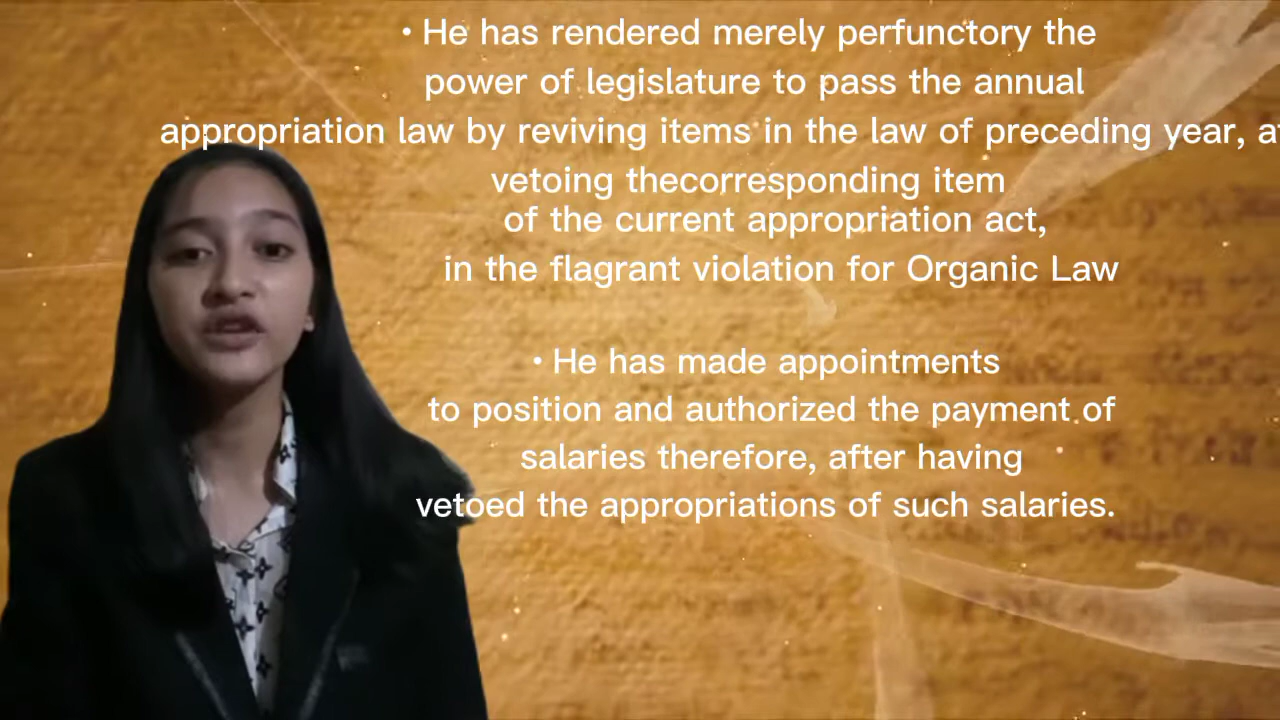 • He has rendered merely perfunctory the
power of legislature to pass the annual
appropriation law by reviving items in the law of preceding year,
vetoing thecorresponding item
of the current appropriation act,
in the flagrant violation for Organic Law
• He has made appointments
to position and authorized the payment of
salaries therefore, after having
vetoed the appropriations of such salaries.